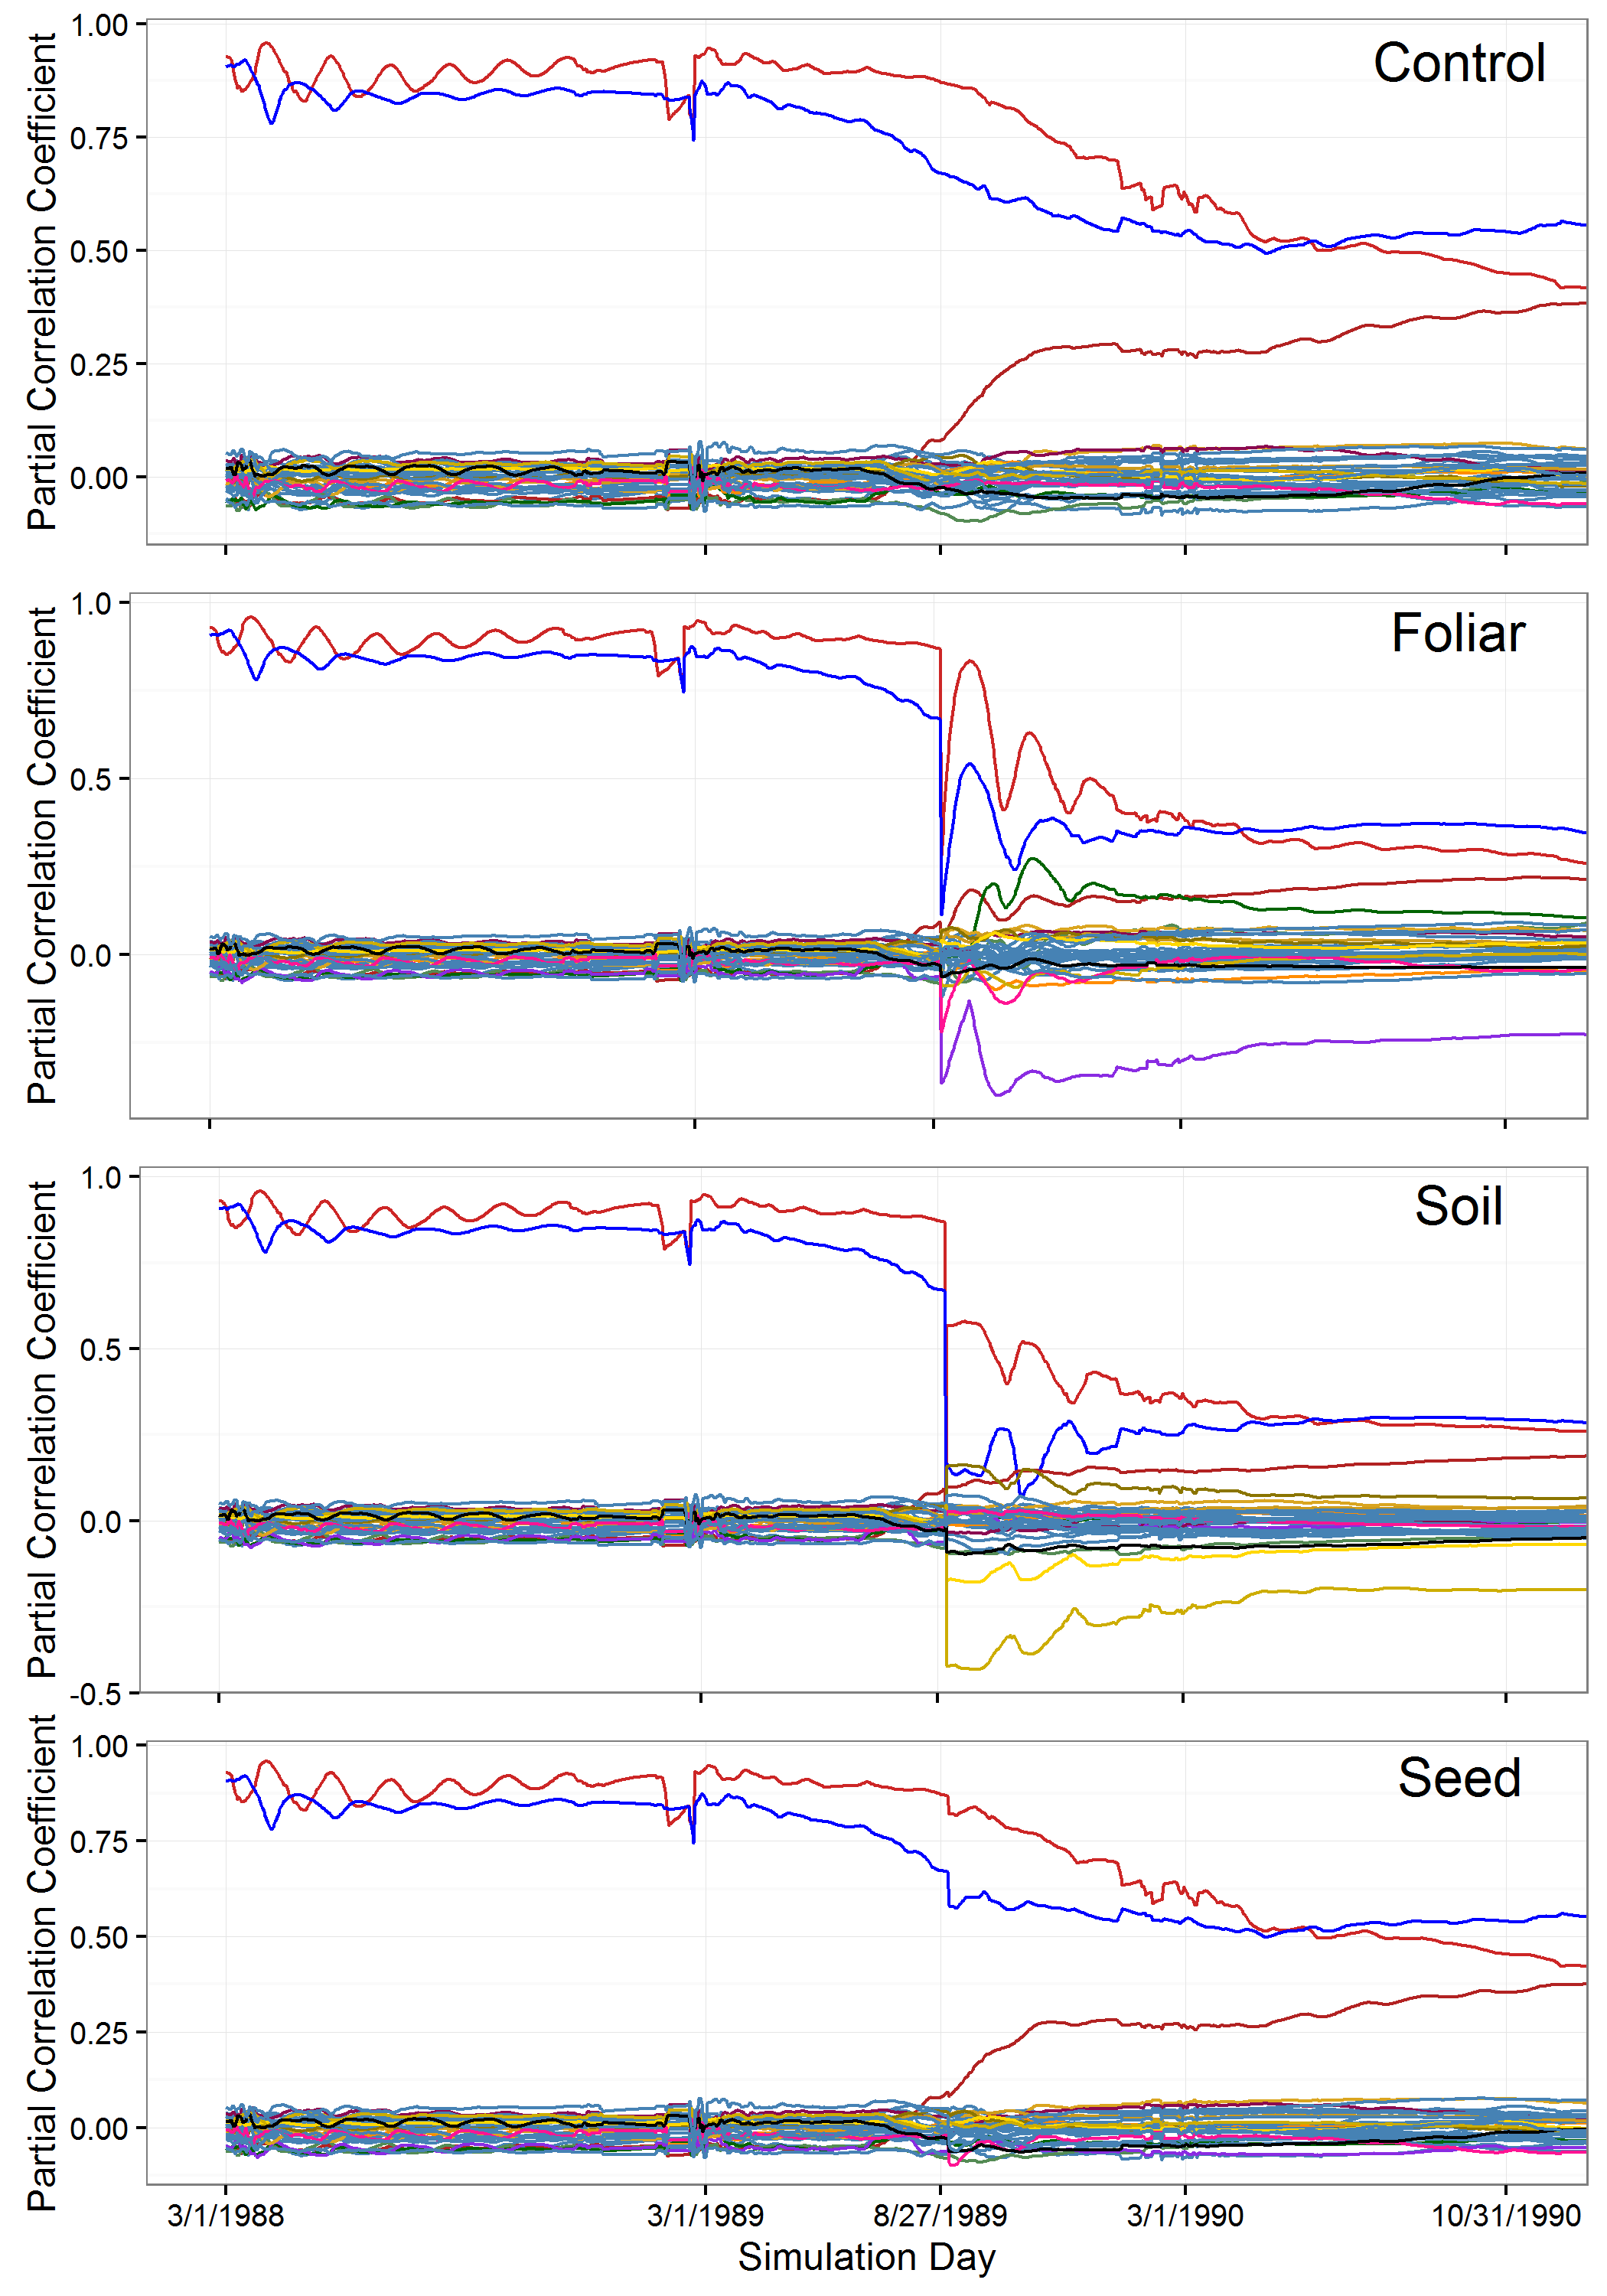 Partial Correlation Coefficient
1.00
0.75
0.50
0.25
0.00
Control
Partial Correlation Coefficient
1.0
0.5
0.0
Foliar
Partial Correlation Coefficient
1.0
0.5
0.0
-0.5
Soil
Partial Correlation Coefficient
1.00
0.75
0.50
0.25
0.00
Seed
3/1/1988 3/1/1989 8/27/1989 3/1/1990 10/31/1990
Simulation Day